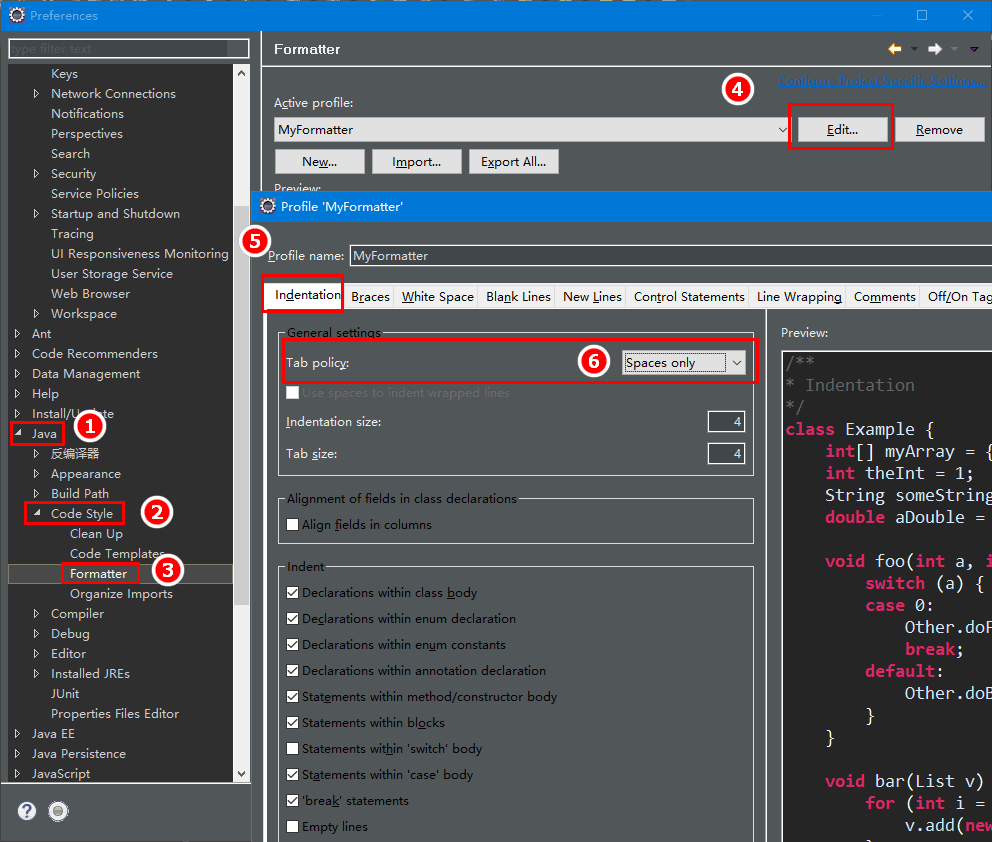 Preferences
type filter text
Keys
Network Connections
Notifications
Perspectives
Search
Security
Service Policies
Startup and Shutdown
Tracing
UI Responsiveness Monitoring
User Storage Service
Web Browser
Workspace
Ant
Code Recommenders
Data Management
Help
Install/Update
Java
1
反编译器
Appearance
Build Path
Code Style
2
Clean Up
Code Templates
Formatter
3
Organize Imports
Compiler
Debug
Editor
Installed JREs
JUnit
Properties Files Editor
Java EE
Java Persistence
JavaScript
?
Formatter
Configure Project Specific Settings...
4
Active profile:
MyFormatter
Edit...
Remove
New...
Import...
Export All...
Preview:
Profile 'MyFormatter'
5
Profile name: MyFormatter
Indentation Braces White Space Blank Lines New Lines Control Statements Line Wrapping Comments Off/On Tag
General settings
Tab policy:
6
Spaces only
Use spaces to indent wrapped lines
Indentation size: 4
Tab size: 4
Alignment of fields in class declarations
Align fields in columns
Indent
Declarations within class body
Declarations within enum declaration
Declarations within enum constants
Declarations within annotation declaration
Statements within method/constructor body
Statements within blocks
Statements within 'switch' body
Statements within 'case' body
'break' statements
Empty lines
Preview:
/**
* Indentation
*/
class Example {
int[] myArray = {
int theInt = 1;
String someString
double aDouble =
void foo(int a, i
switch (a) {
case 0:
Other.doF
break;
default:
Other.doB
}
}
void bar(List v)
for (int i =
v.add(new
}